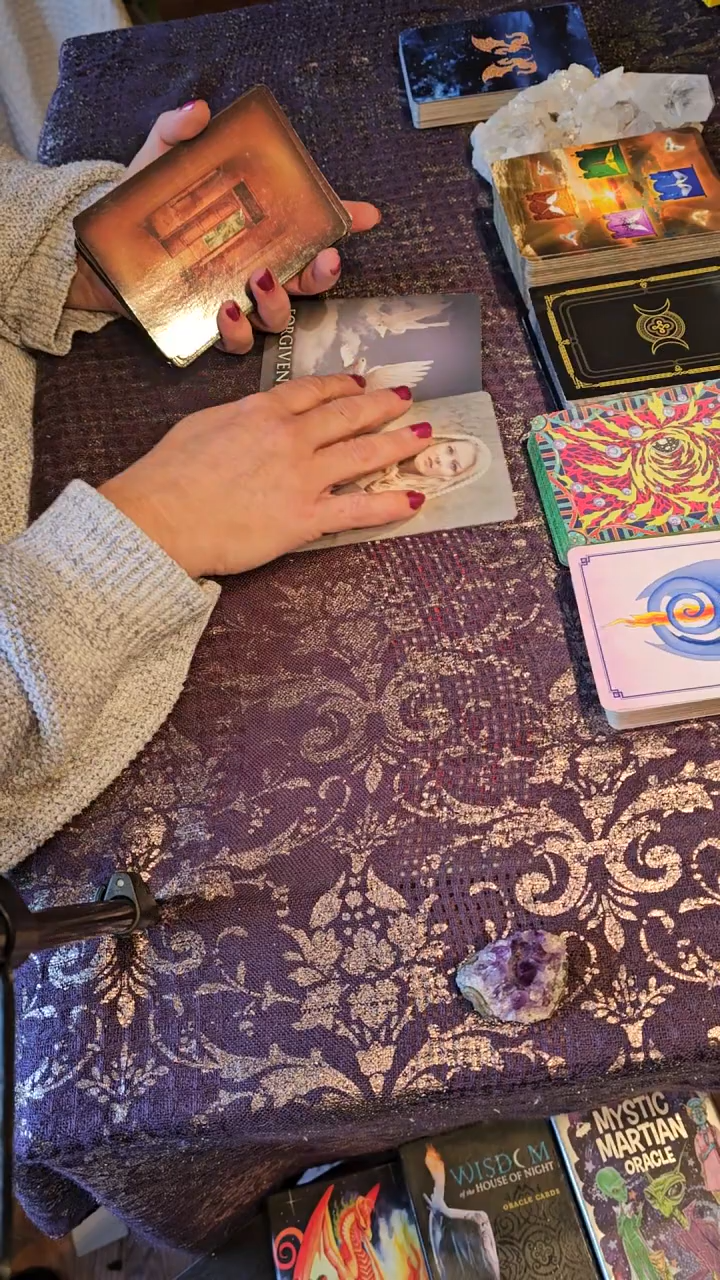 FORGIVEN
WISDOM
of the HOUSE OF NIGHT
ORACLE CARDS
MYSTIC
MARTIAN
ORACLE